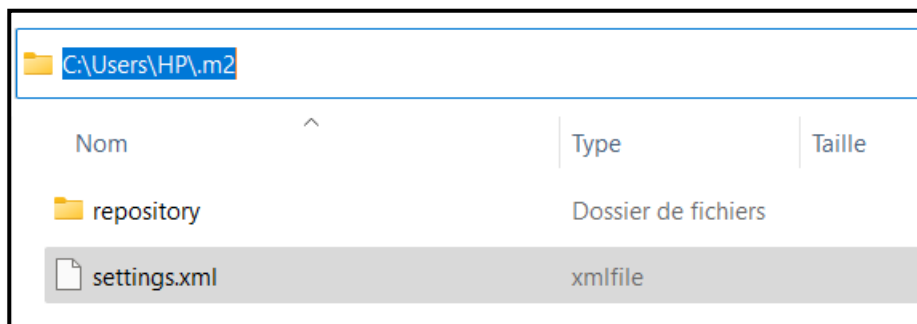 C:\Users\HP\.m2
Nom Type Taille
repository Dossier de fichiers
settings.xml xmlfile